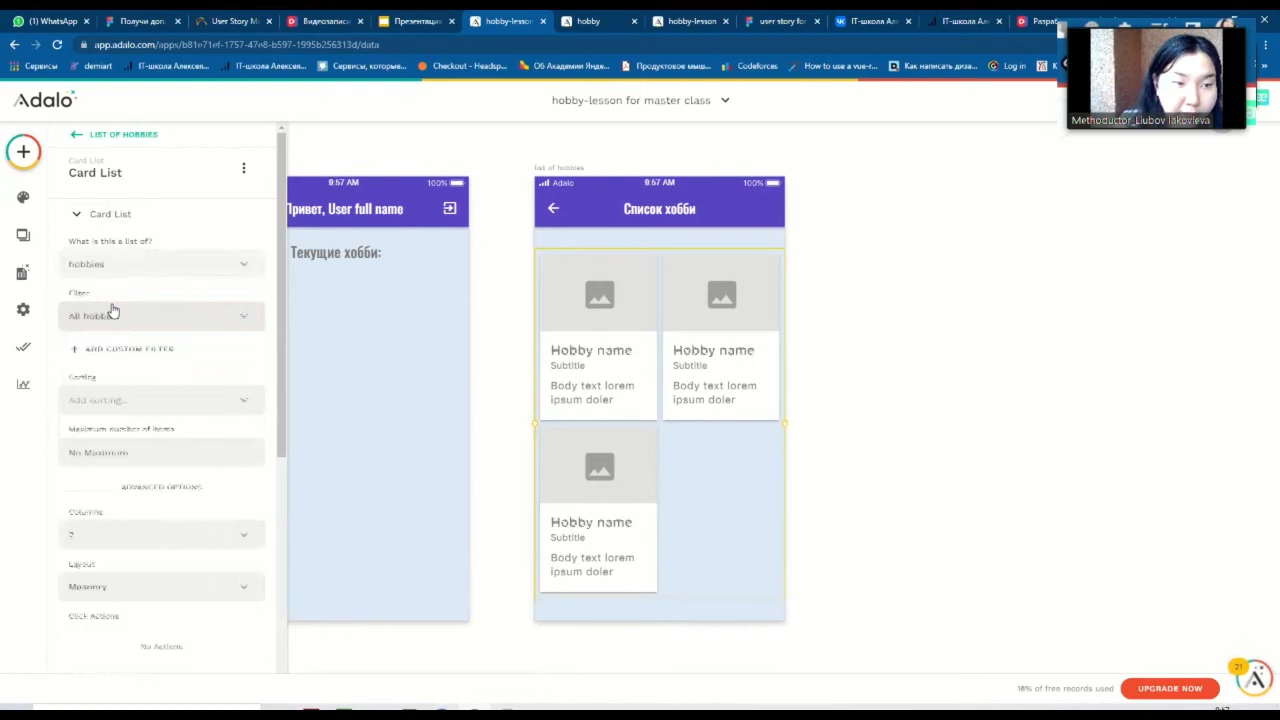 (1) WhatsApp
Получи доп.
User Story M
Видеозаписи
Презентация
hobby-lesson
hobby
hobby-lesson
user story for
IT-школа Ал
IT-школа Але
Разраб
app.adalo.com/apps/b81e71ef-1757-47e8-b597-1995b256313d/data
Сервисы
demiart
IT-школа Алексея...
IT-школа Алексея...
Сервисы, которые...
Checkout - Headsp...
Об Академии Янде...
Продуктовое мыш...
Codeforces
How to use a vue-r...
Как написать диза...
Log in
Adalo
hobby-lesson for master class
Methoductor_Liubov Iakovleva
LIST OF HOBBIES
Card List
Card List
Card List
What is this a list of?
hobbies
Filter
All hobbies
ADD CUSTOM FILTER
Sorting
Add sorting...
Maximum number of items
No Maximum
ADVANCED OPTIONS
Columns
2
Layout
Masonry
Click Actions
No Actions
9:57 AM
100%
Привет, User full name
Текущие хобби:
list of hobbies
Adalo
9:57 AM
100%
Список хобби
Hobby name
Subtitle
Body text lorem
ipsum doler
Hobby name
Subtitle
Body text lorem
ipsum doler
Hobby name
Subtitle
Body text lorem
ipsum doler
18% of free records used
UPGRADE NOW
21